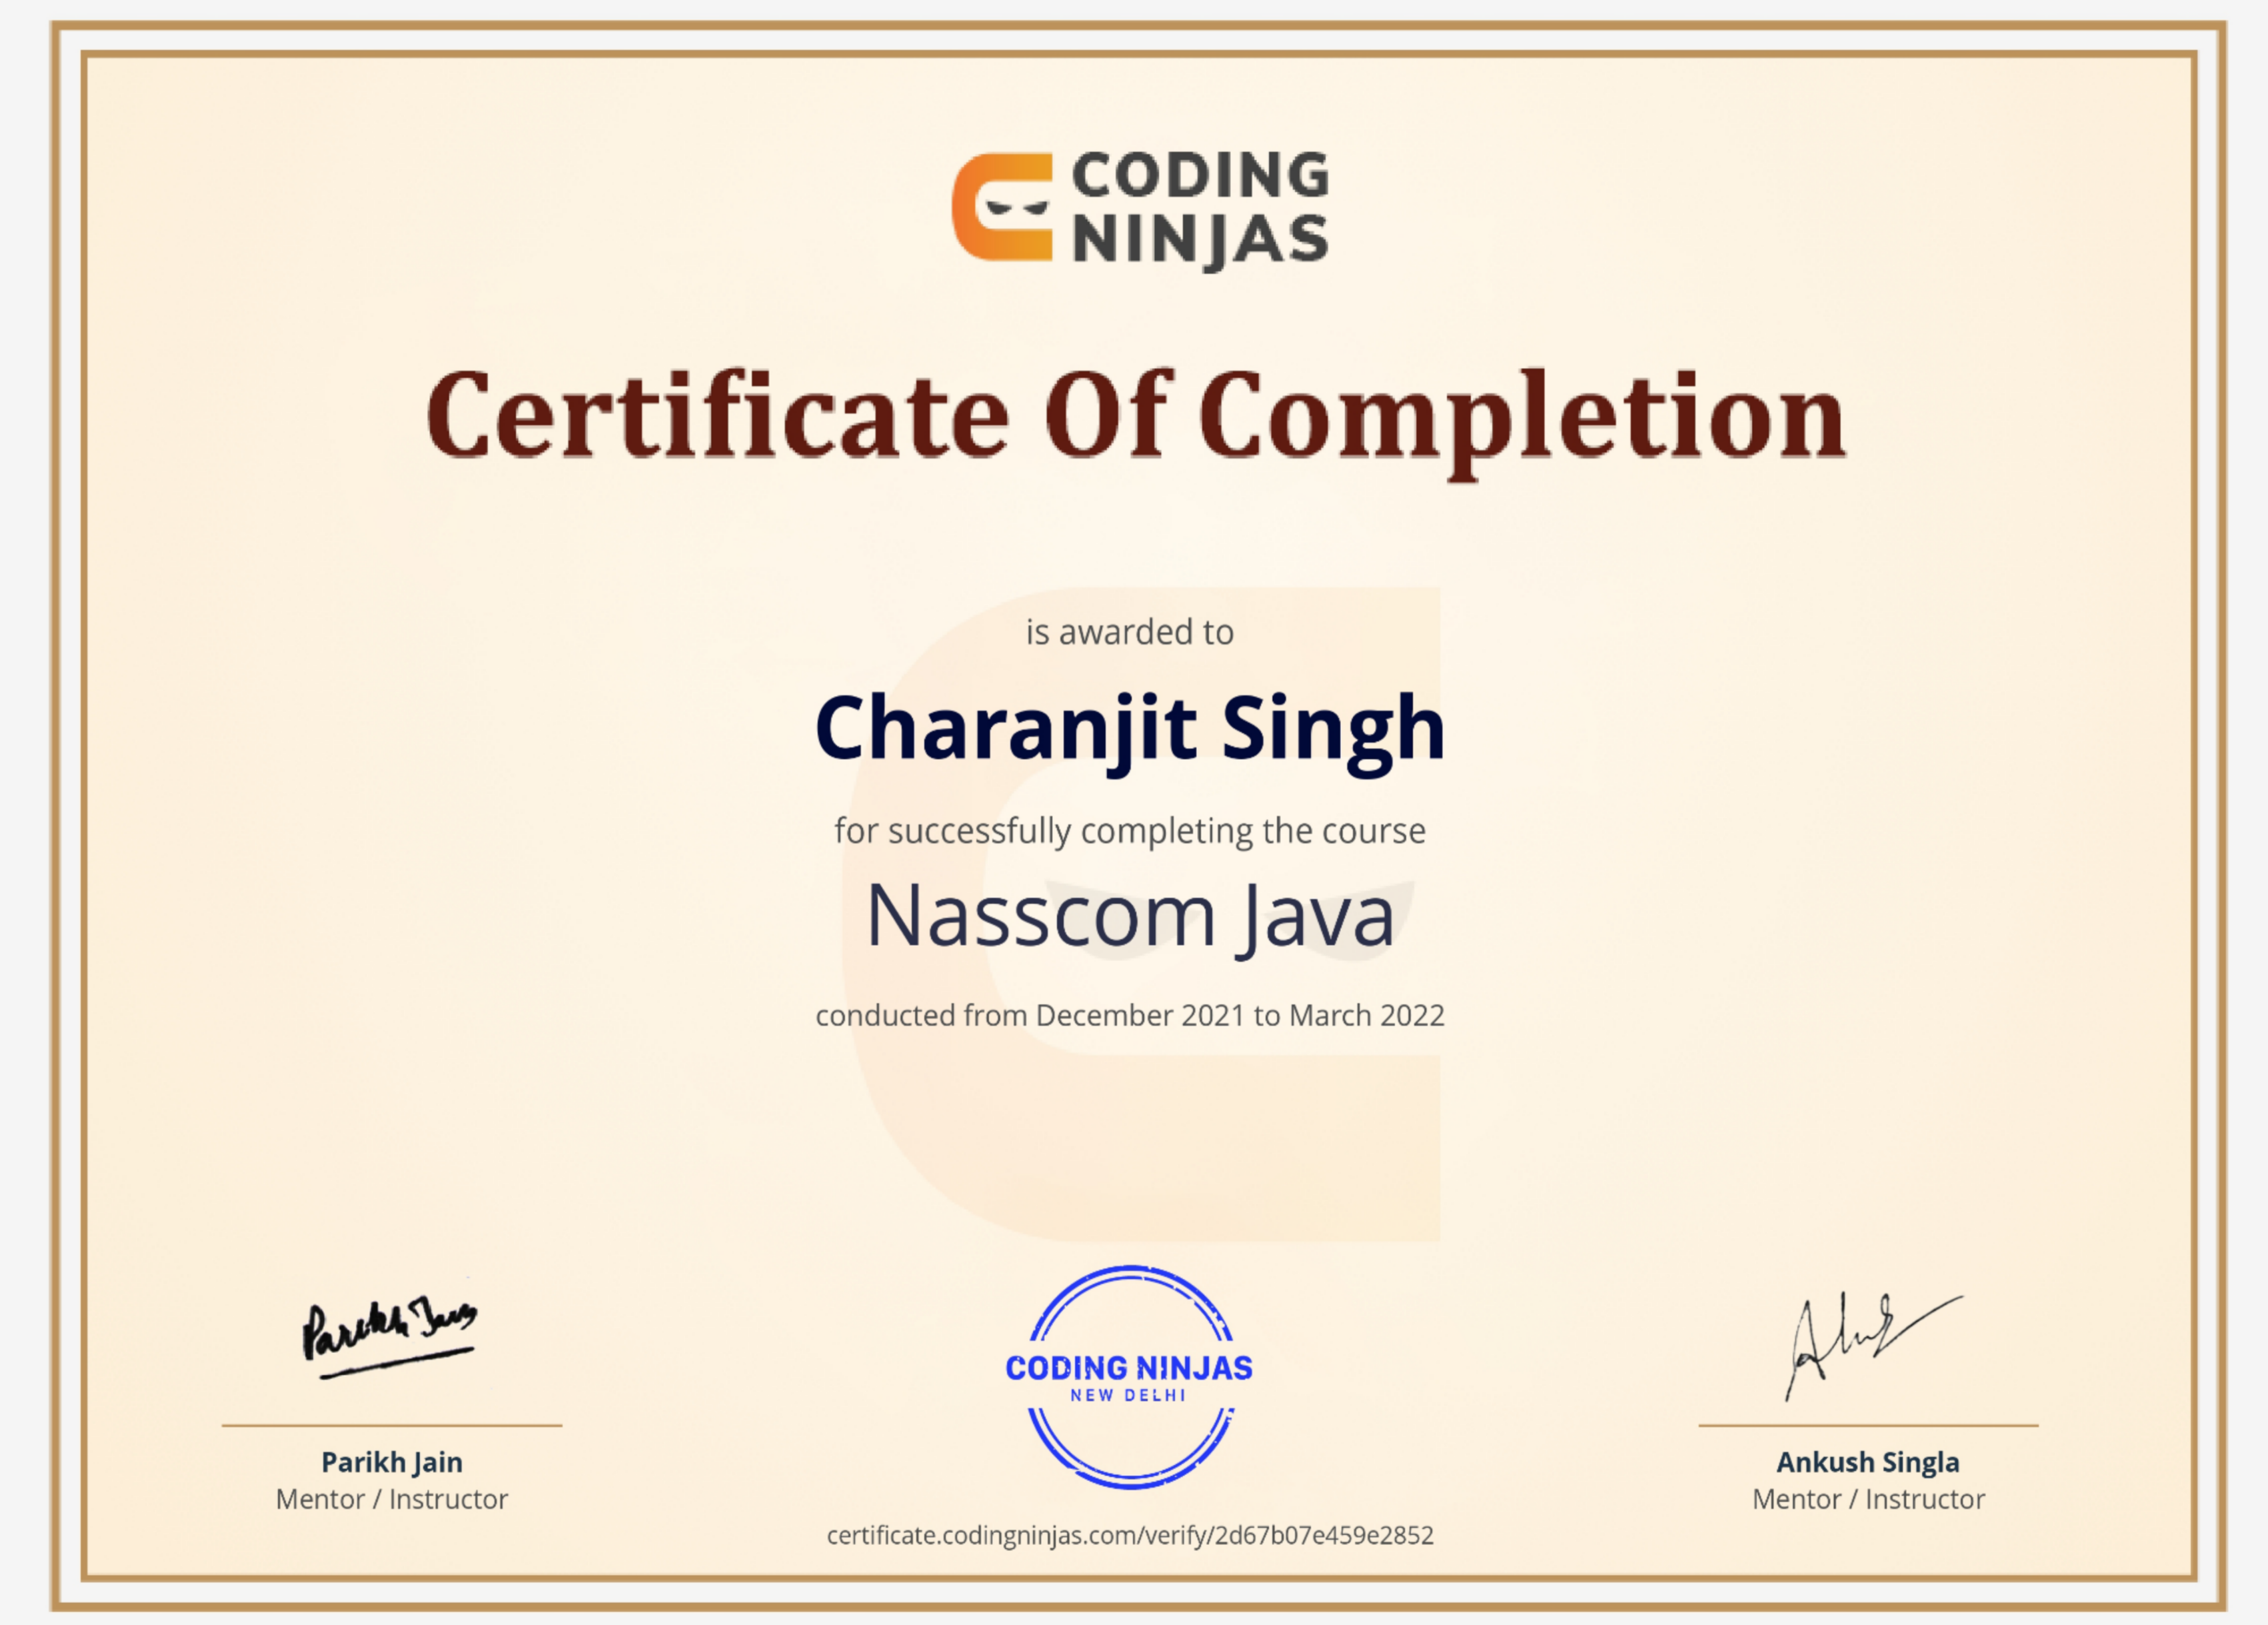 CODING
NINJAS
Certificate Of Completion
is awarded to
Charanjit Singh
for successfully completing the course
Nasscom Java
conducted from December 2021 to March 2022
Parikh Jain
CODING NINJAS
NEW DELHI
Parikh Jain
Mentor / Instructor
Ankush Singla
Mentor / Instructor
certificate.codingninjas.com/verify/2d67b07e459e2852